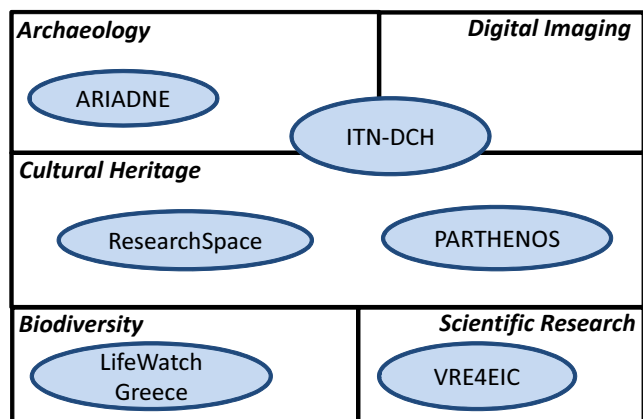 Archaeology
Digital Imaging
ARIADNE
ITN-DCH
Cultural Heritage
ResearchSpace
PARTHENOS
Biodiversity
Scientific Research
LifeWatch
Greece
VRE4EIC